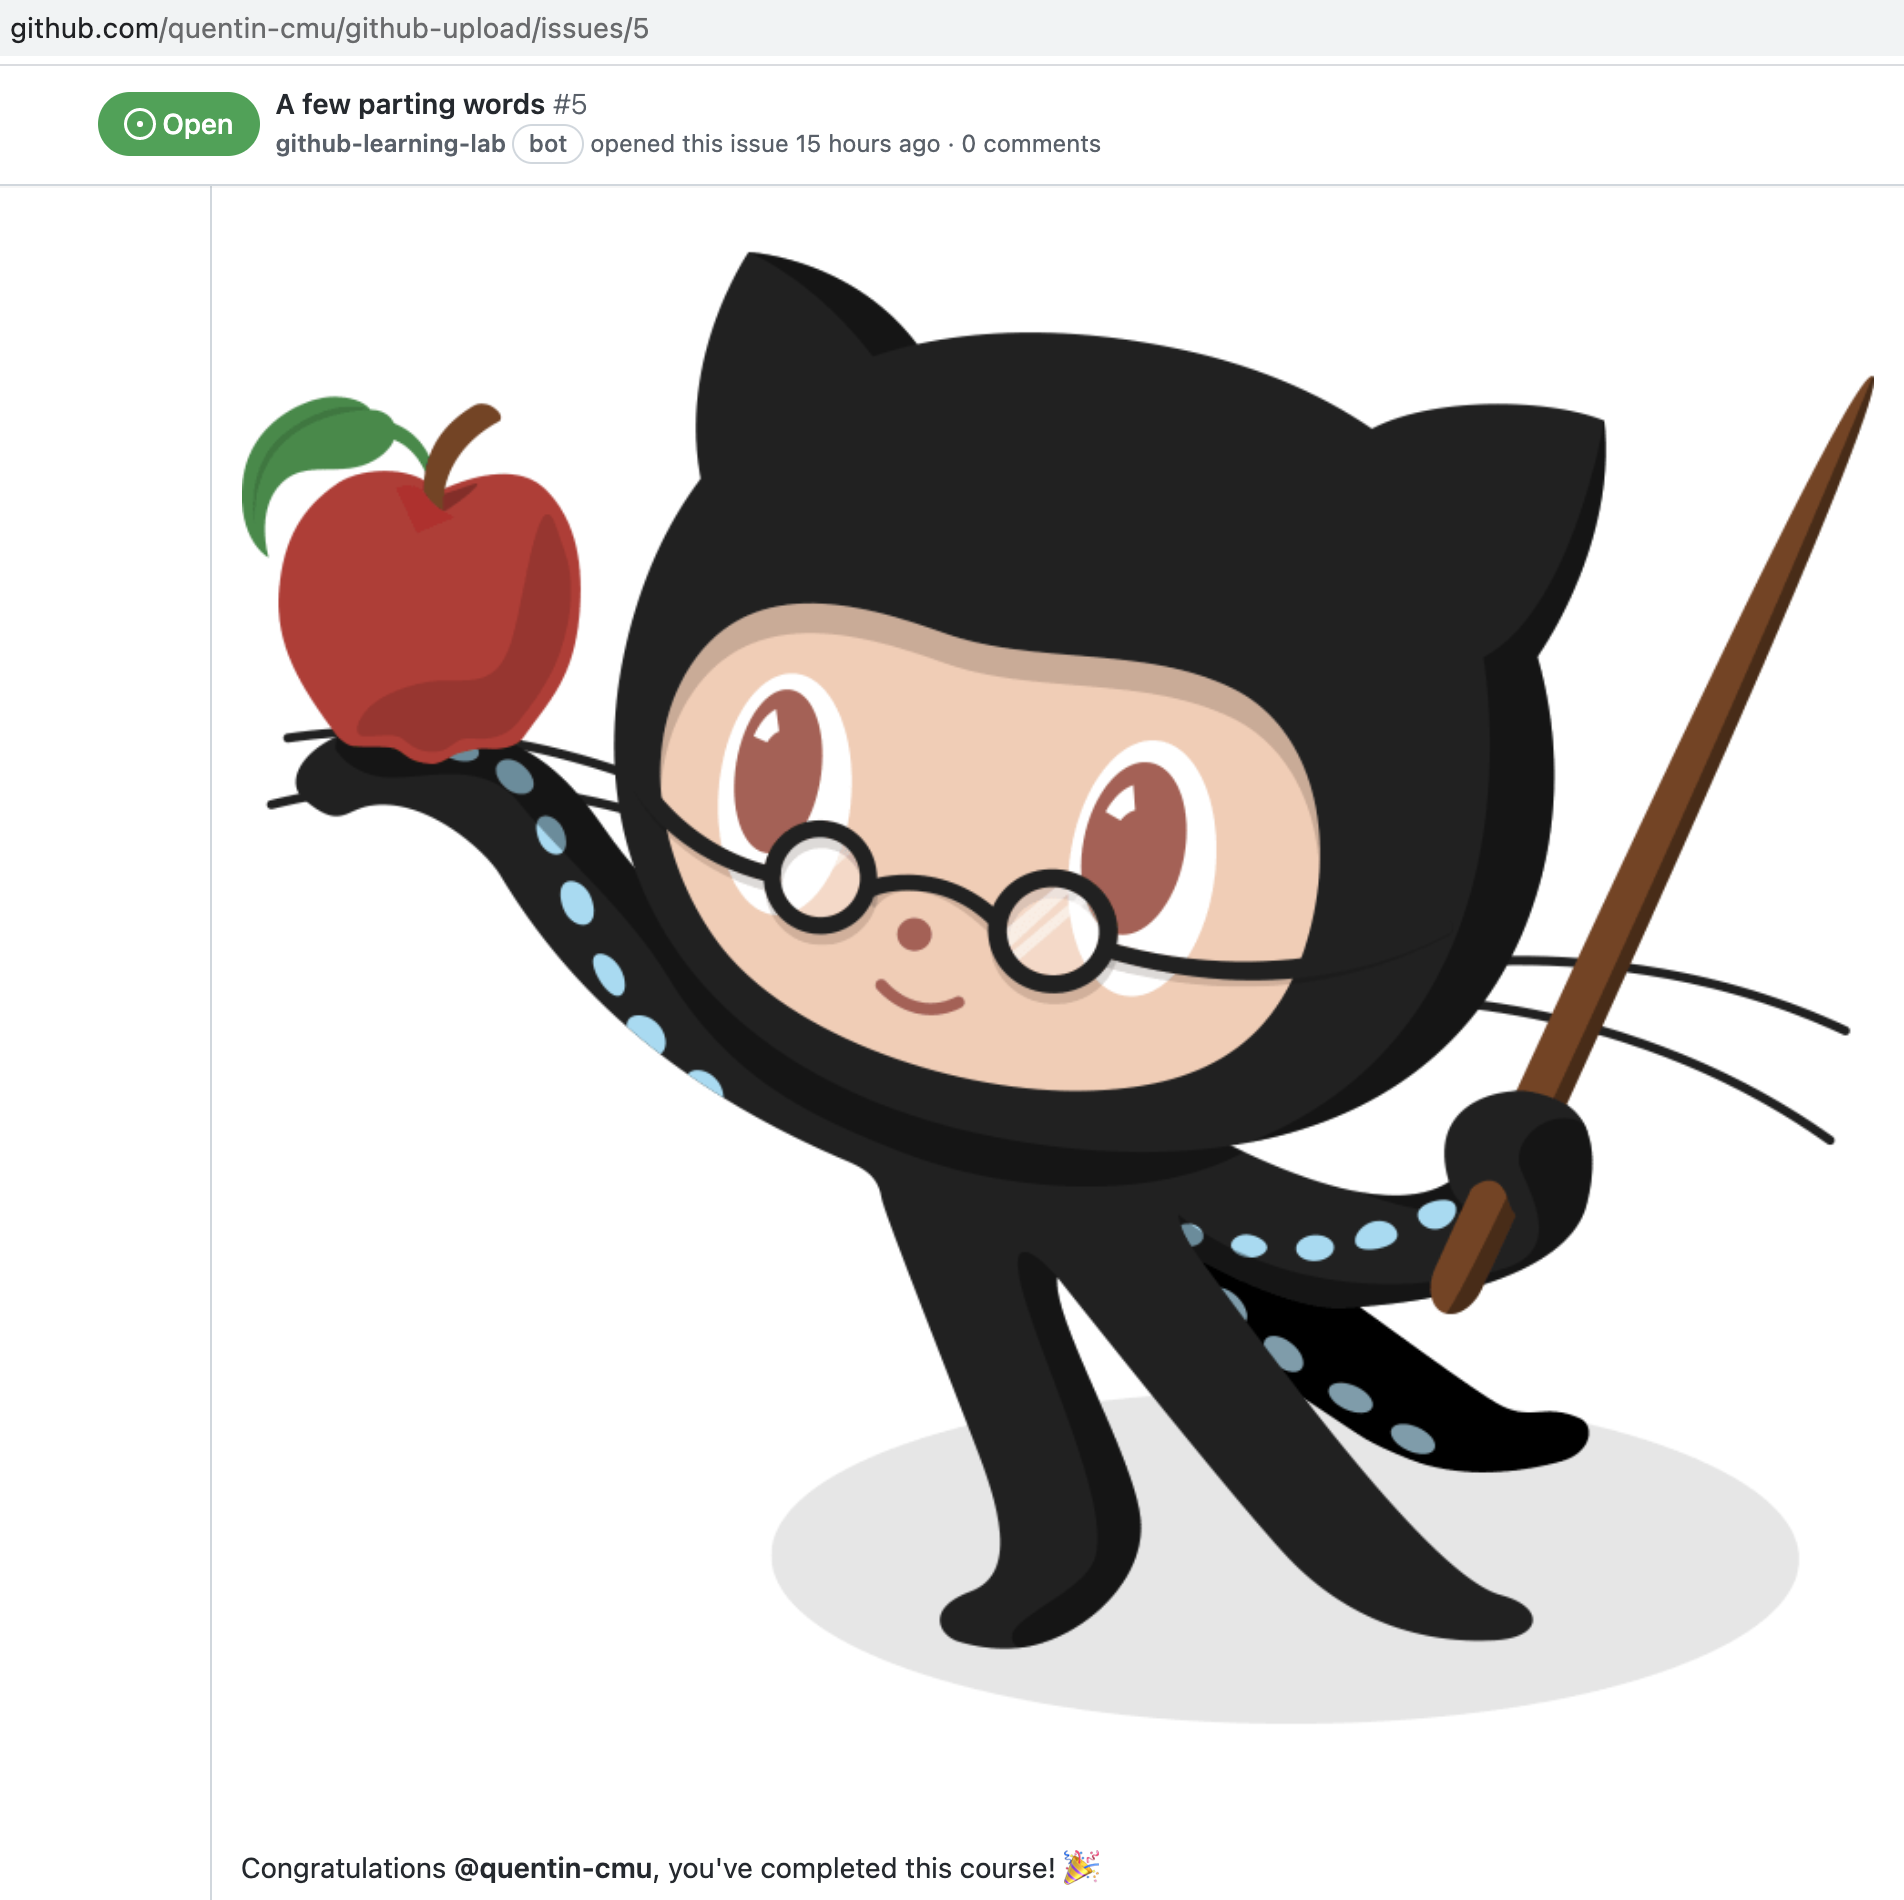 github.com/quentin-cmu/github-upload/issues/5
Open
A few parting words #5
github-learning-lab bot opened this issue 15 hours ago · 0 comments
Congratulations @quentin-cmu, you've completed this course! 🎉